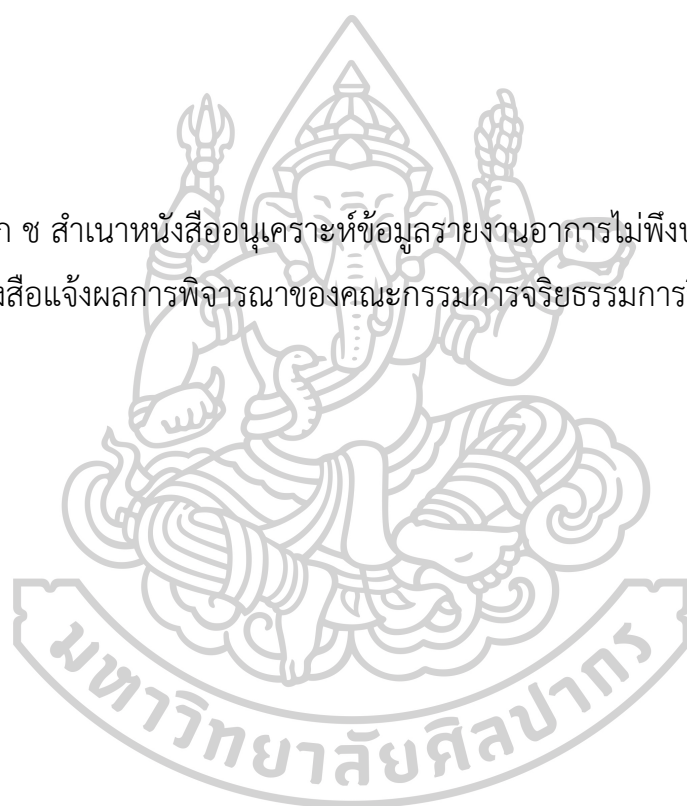 ก ช สำเนาหนังสืออนุเคราะห์ข้อมูลรายงานอาการไม่พึงป
งสือแจ้งผลการพิจารณาของคณะกรรมการจริยธรรมการวิ
มหาวิทยาลัยศิลปากร